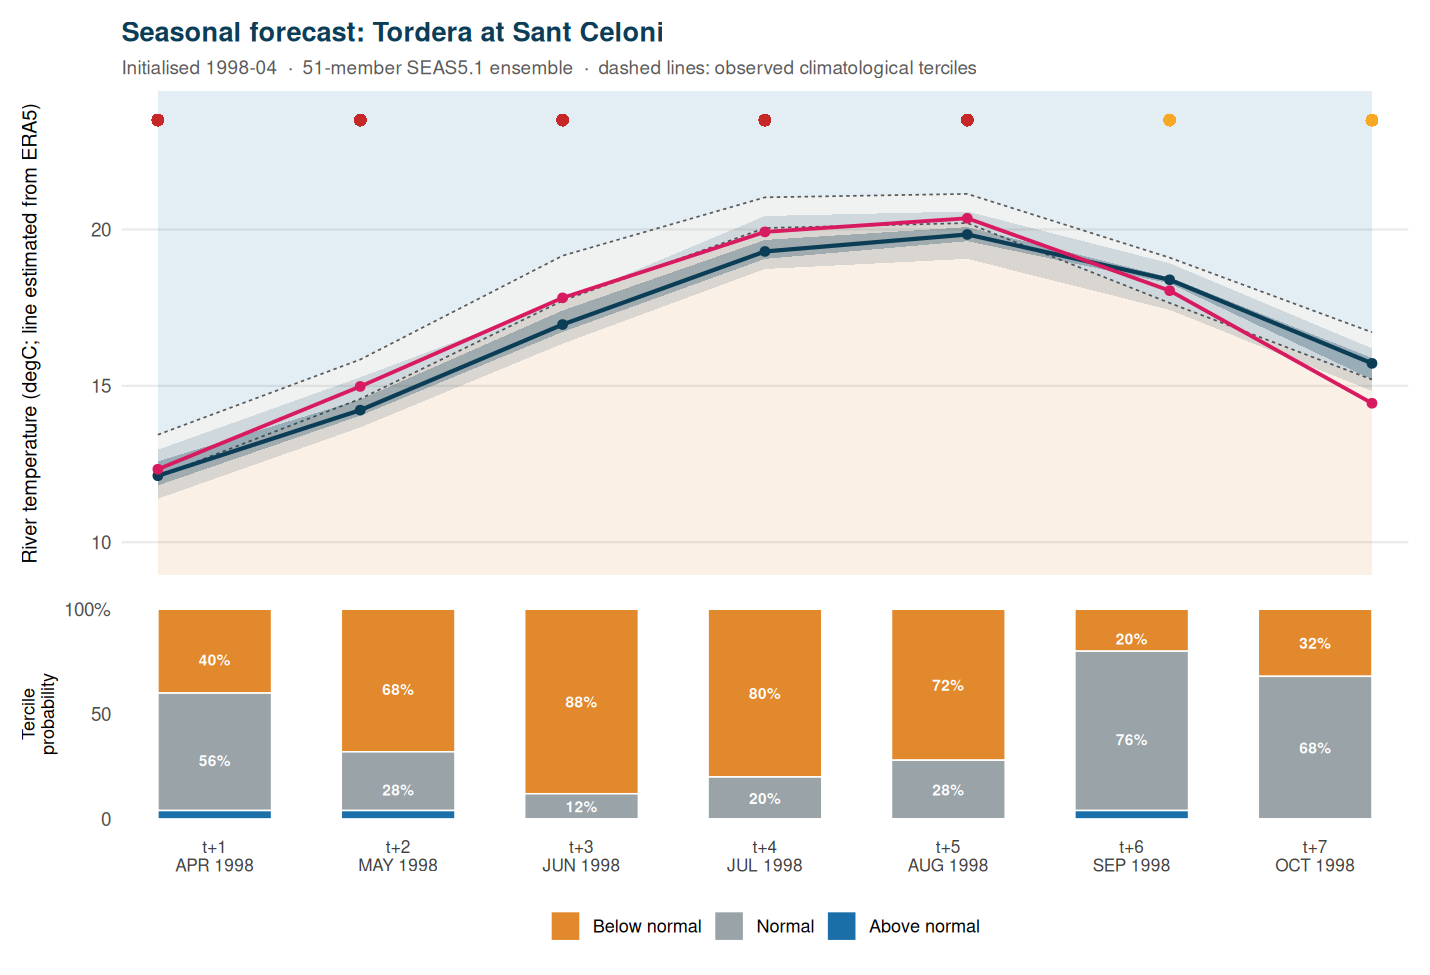 Seasonal forecast: Tordera at Sant Celoni
Initialised 1998-04 · 51-member SEAS5.1 ensemble · dashed lines: observed climatological terciles
River temperature (degC; line estimated from ERA5)
20
15
10
Tercile
probability
100%
50
0
40%
56%
68%
28%
88%
12%
80%
20%
72%
28%
20%
76%
32%
68%
t+1
APR 1998
t+2
MAY 1998
t+3
JUN 1998
t+4
JUL 1998
t+5
AUG 1998
t+6
SEP 1998
t+7
OCT 1998
Below normal
Normal
Above normal